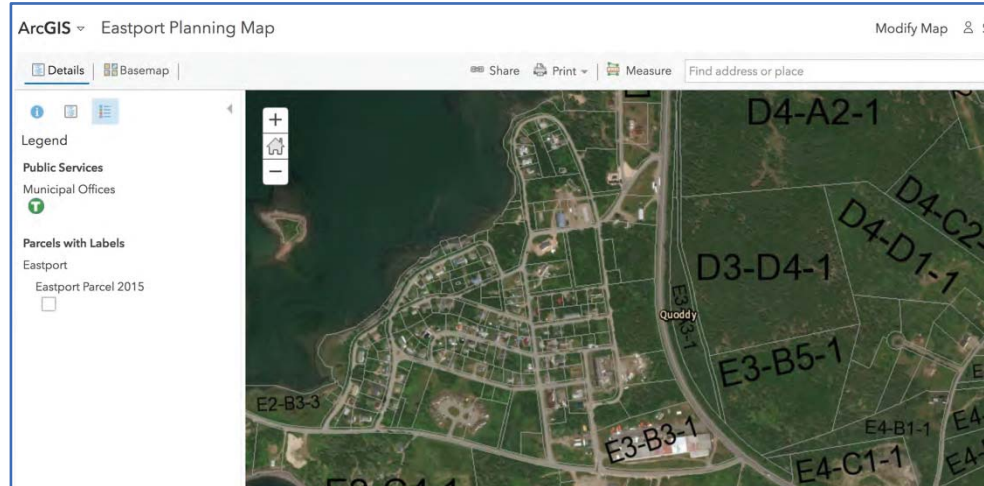 ArcGIS Eastport Planning Map
Modify Map
Details Basemap
Share Print Measure Find address or place
Legend
Public Services
Municipal Offices
T
Parcels with Labels
Eastport
Eastport Parcel 2015
D4-A2-1
D4-C2-
D4-D1-1
D3-D4-1
Quoddy
E3-B5-1
E2-B3-3
E3-B3-1
E4-B1-1
E4-C1-1